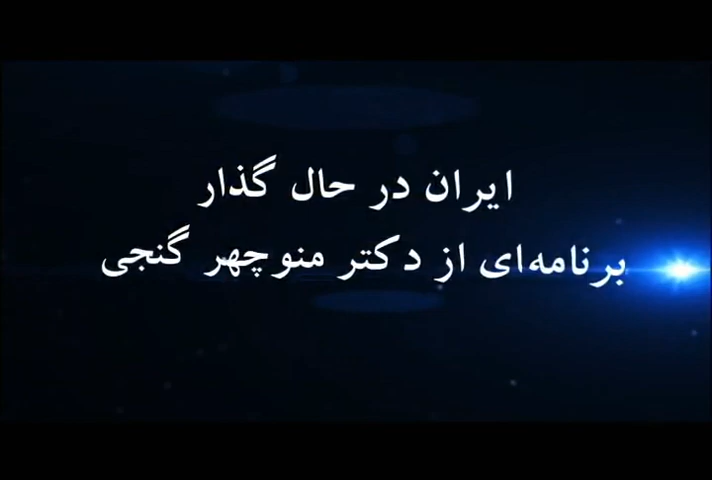 ایران در حال گذار
برنامه‌ای از دکتر منوچهر گنجی